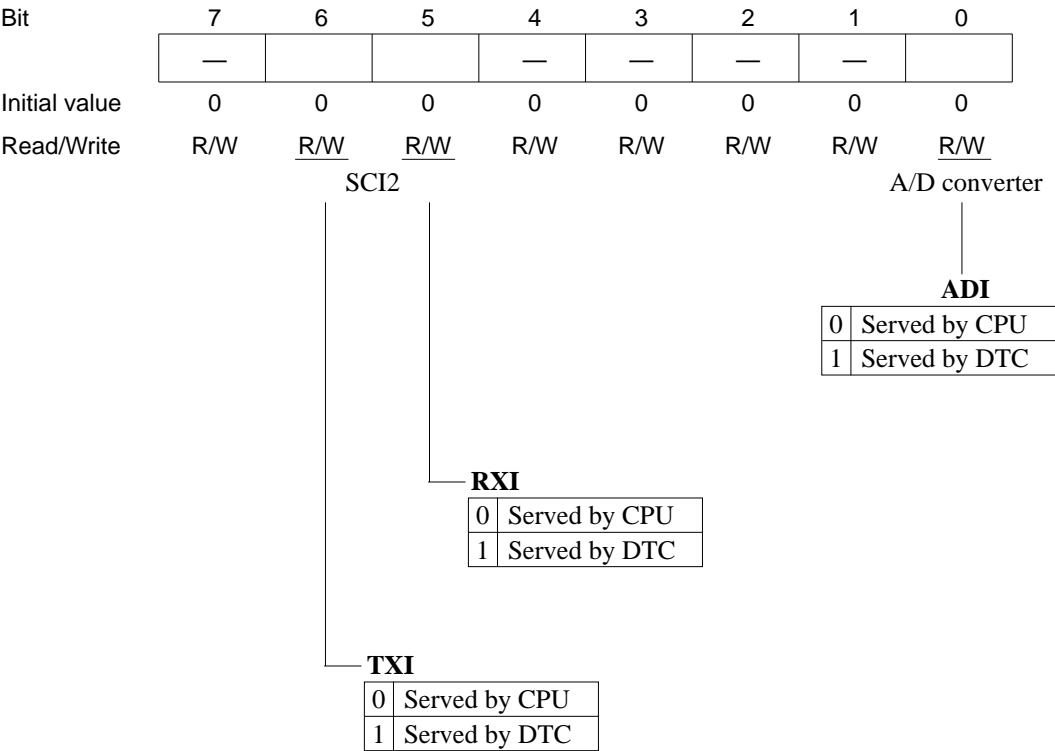 Bit 7 6 5 4 3 2 1 0
— — — — —
Initial value 0 0 0 0 0 0 0 0
Read/Write R/W R/W R/W R/W R/W R/W R/W R/W
SCI2 A/D converter
ADI
0 Served by CPU
1 Served by DTC
RXI
0 Served by CPU
1 Served by DTC
TXI
0 Served by CPU
1 Served by DTC